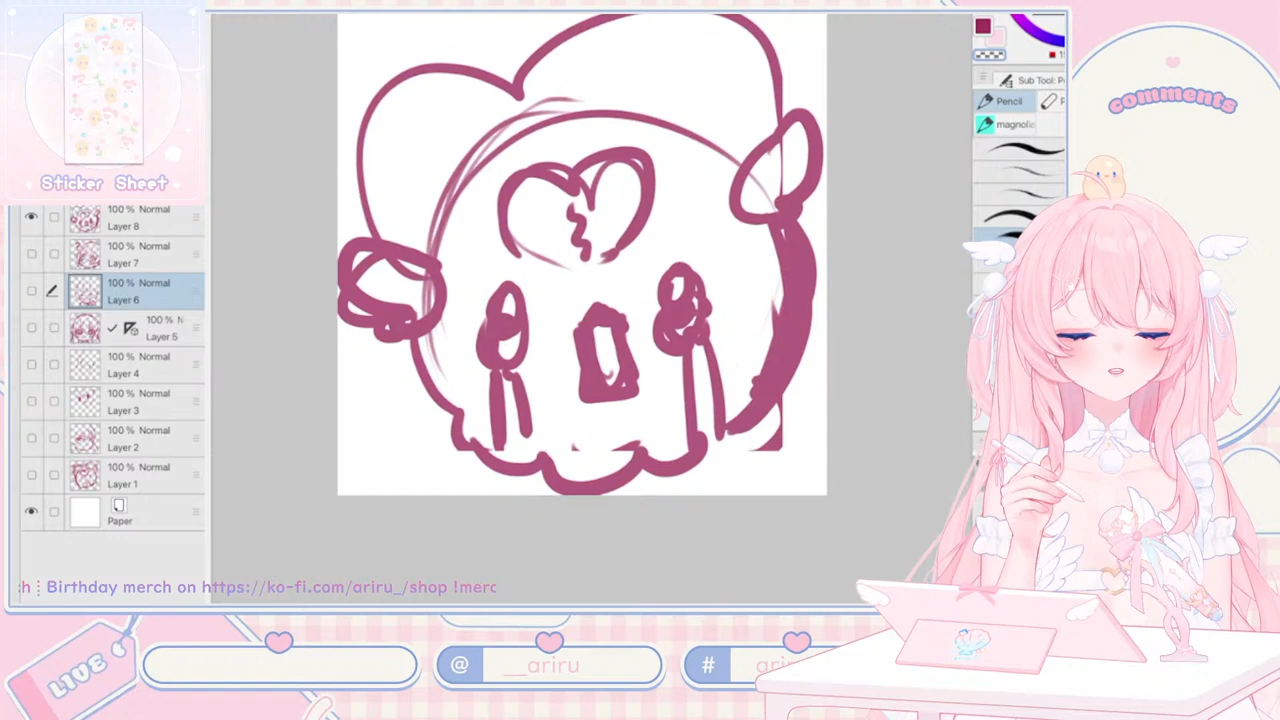 Sticker Sheet
100 % Normal
Layer 8
100 % Normal
Layer 7
100 % Normal
Layer 6
100 % N
Layer 5
100 % Normal
Layer 4
100 % Normal
Layer 3
100 % Normal
Layer 2
100 % Normal
Layer 1
Paper
Sub Tool: P
Pencil
magnolie
comments
h ⋮ Birthday merch on https://ko-fi.com/ariru_/shop !merc
LIVE
@ __ariru
# ari